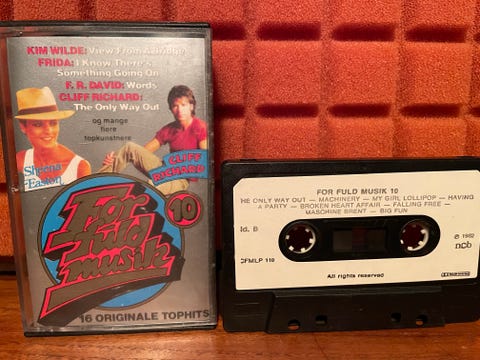 KIM WILDE: View From A Bridge
FRIDA: I Know There's
Something Going On
F. R. DAVID: Words
CLIFF RICHARD:
The Only Way Out
og mange
flere
topkunstnere
Sheena
Easton
CLIFF
RICHARD
For
fuld
musik
10
16 ORIGINALE TOPHITS
FOR FULD MUSIK 10
HE ONLY WAY OUT — MACHINERY — MY GIRL LOLLIPOP — HAVING
A PARTY — BROKEN HEART AFFAIR — FALLING FREE —
MASCHINE BRENT — BIG FUN
Id. B
℗ 1982
CFMLP 110
ncb
All rights reserved